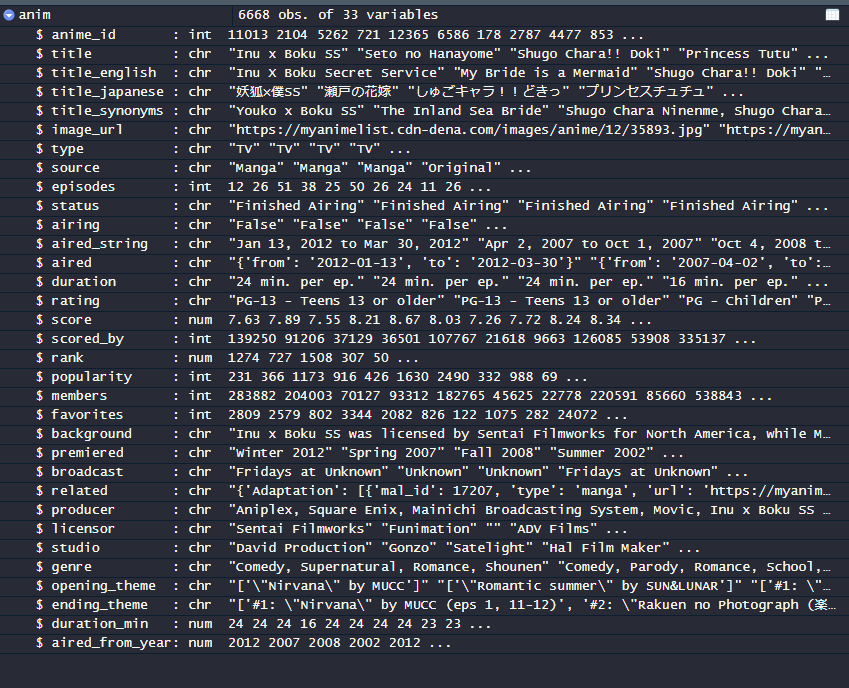 anim 6668 obs. of 33 variables
$ anime_id : int 11013 2104 5262 721 12365 6586 178 2787 4477 853 ...
$ title : chr "Inu x Boku SS" "Seto no Hanayome" "Shugo Chara!! Doki" "Princess Tutu" ...
$ title_english : chr "Inu X Boku Secret Service" "My Bride is a Mermaid" "Shugo Chara!! Doki" "…
$ title_japanese : chr "妖狐×僕SS" "瀬戸の花嫁" "しゅごキャラ！！どきっ" "プリンセスチュチュ" ...
$ title_synonyms : chr "Youko x Boku SS" "The Inland Sea Bride" "Shugo Chara Ninenme, Shugo Chara…
$ image_url : chr "https://myanimelist.cdn-dena.com/images/anime/12/35893.jpg" "https://myan…
$ type : chr "TV" "TV" "TV" "TV" ...
$ source : chr "Manga" "Manga" "Manga" "Original" ...
$ episodes : int 12 26 51 38 25 50 26 24 11 26 ...
$ status : chr "Finished Airing" "Finished Airing" "Finished Airing" "Finished Airing" ...
$ airing : chr "False" "False" "False" "False" ...
$ aired_string : chr "Jan 13, 2012 to Mar 30, 2012" "Apr 2, 2007 to Oct 1, 2007" "Oct 4, 2008 t…
$ aired : chr "{'from': '2012-01-13', 'to': '2012-03-30'}" "{'from': '2007-04-02', 'to':…
$ duration : chr "24 min. per ep." "24 min. per ep." "24 min. per ep." "16 min. per ep." ...
$ rating : chr "PG-13 - Teens 13 or older" "PG-13 - Teens 13 or older" "PG - Children" "P…
$ score : num 7.63 7.89 7.55 8.21 8.67 8.03 7.26 7.72 8.24 8.34 ...
$ scored_by : int 139250 91206 37129 36501 107767 21618 9663 126085 53908 335137 ...
$ rank : num 1274 727 1508 307 50 ...
$ popularity : int 231 366 1173 916 426 1630 2490 332 988 69 ...
$ members : int 283882 204003 70127 93312 182765 45625 22778 220591 85660 538843 ...
$ favorites : int 2809 2579 802 3344 2082 826 122 1075 282 24072 ...
$ background : chr "Inu x Boku SS was licensed by Sentai Filmworks for North America, while M…
$ premiered : chr "Winter 2012" "Spring 2007" "Fall 2008" "Summer 2002" ...
$ broadcast : chr "Fridays at Unknown" "Unknown" "Unknown" "Fridays at Unknown" ...
$ related : chr "{'Adaptation': [{'mal_id': 17207, 'type': 'manga', 'url': 'https://myanim…
$ producer : chr "Aniplex, Square Enix, Mainichi Broadcasting System, Movic, Inu x Boku SS …
$ licensor : chr "Sentai Filmworks" "Funimation" "" "ADV Films" ...
$ studio : chr "David Production" "Gonzo" "Satelight" "Hal Film Maker" ...
$ genre : chr "Comedy, Supernatural, Romance, Shounen" "Comedy, Parody, Romance, School,…
$ opening_theme : chr "['\"Nirvana\" by MUCC']" "['\"Romantic summer\" by SUN&LUNAR']" "['#1: \"…
$ ending_theme : chr "['#1: \"Nirvana\" by MUCC (eps 1, 11-12)', '#2: \"Rakuen no Photograph (楽…
$ duration_min : num 24 24 24 16 24 24 24 24 23 23 ...
$ aired_from_year: num 2012 2007 2008 2002 2012 ...